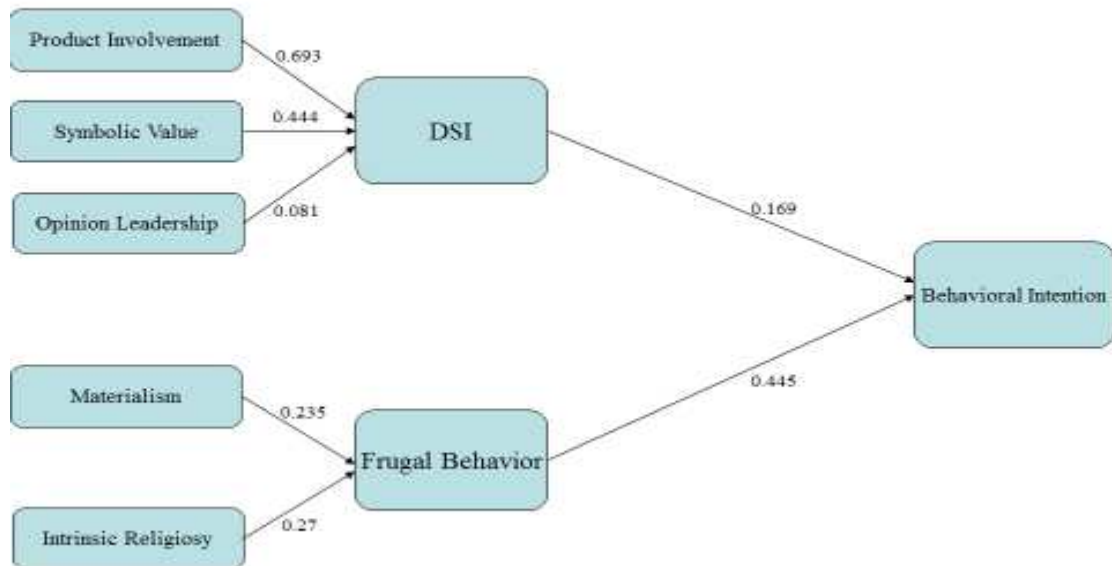 Product Involvement
0.693
Symbolic Value
0.444
DSI
Opinion Leadership
0.081
0.169
Behavioral Intention
Materialism
0.235
0.445
Frugal Behavior
Intrinsic Religiosy
0.27